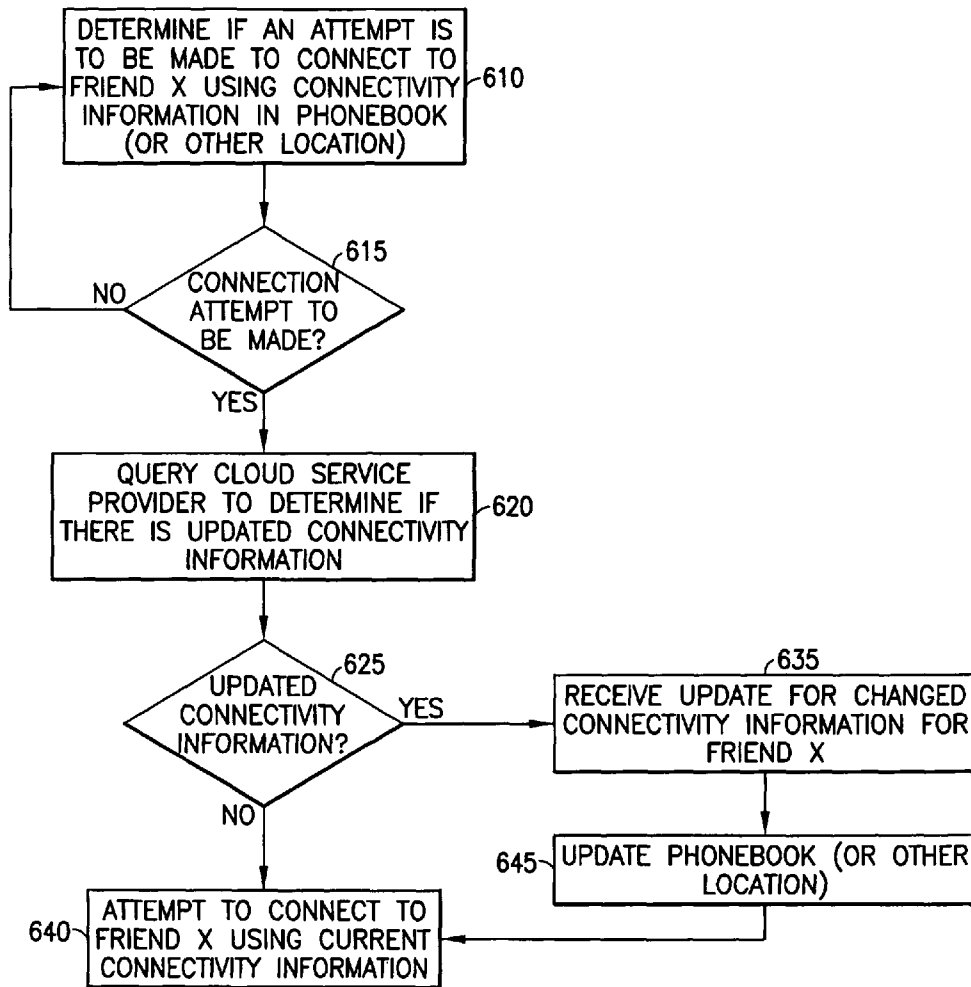 DETERMINE IF AN ATTEMPT IS
TO BE MADE TO CONNECT TO
FRIEND X USING CONNECTIVITY
INFORMATION IN PHONEBOOK
(OR OTHER LOCATION)
610
615
CONNECTION
ATTEMPT TO
BE MADE?
NO
YES
QUERY CLOUD SERVICE
PROVIDER TO DETERMINE IF
THERE IS UPDATED CONNECTIVITY
INFORMATION
620
625
UPDATED
CONNECTIVITY
INFORMATION?
YES
NO
635
RECEIVE UPDATE FOR CHANGED
CONNECTIVITY INFORMATION FOR
FRIEND X
645
UPDATE PHONEBOOK (OR OTHER
LOCATION)
640
ATTEMPT TO CONNECT TO
FRIEND X USING CURRENT
CONNECTIVITY INFORMATION